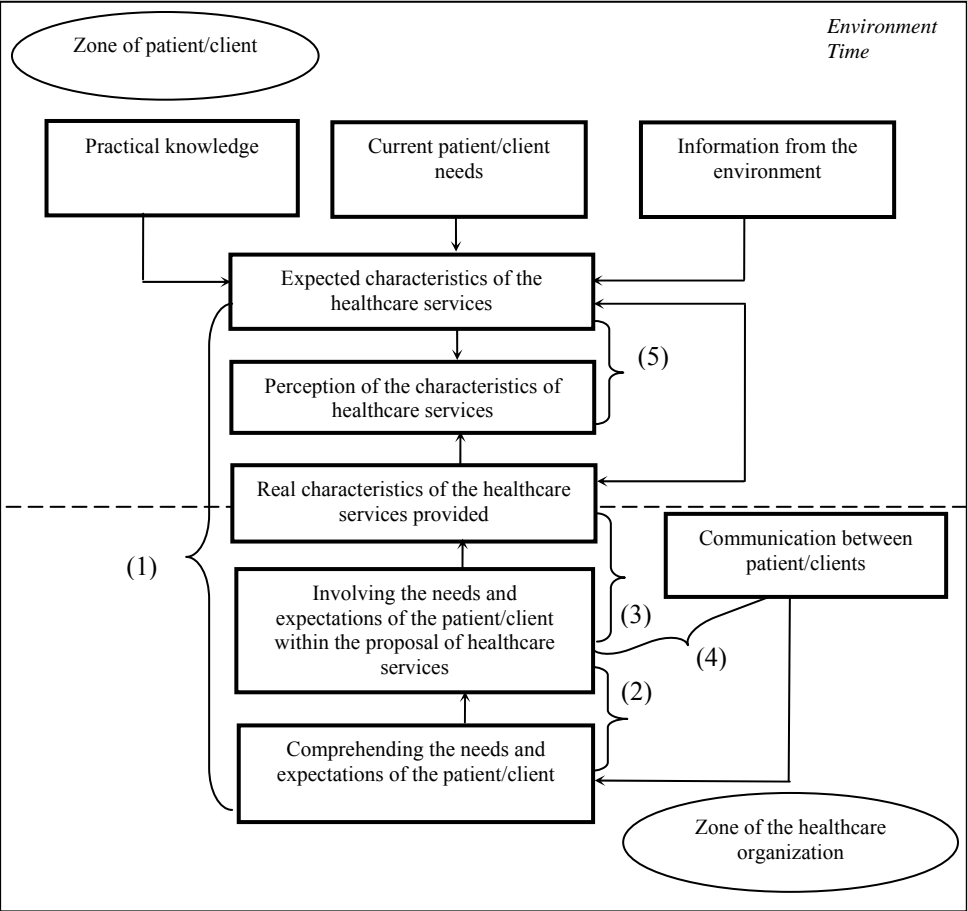 Zone of patient/client
Environment
Time
Practical knowledge
Current patient/client
needs
Information from the
environment
Expected characteristics of the
healthcare services
(5)
Perception of the characteristics of
healthcare services
Real characteristics of the healthcare
services provided
Communication between
patient/clients
(1)
Involving the needs and
expectations of the patient/client
within the proposal of healthcare
services
(3)
(4)
(2)
Comprehending the needs and
expectations of the patient/client
Zone of the healthcare
organization